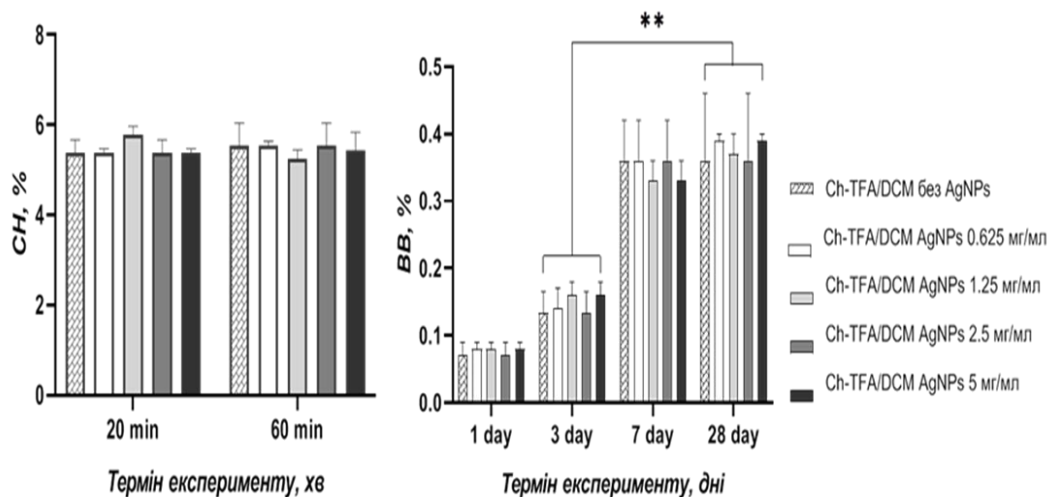 8
6
4
2
0
СН, %
20 min
60 min
Термін експерименту, хв
**
0.5
0.4
0.3
0.2
0.1
0.0
ВВ, %
1 day
3 day
7 day
28 day
Термін експерименту, дні
Ch-TFA/DCM без AgNPs
Ch-TFA/DCM AgNPs 0.625 мг/мл
Ch-TFA/DCM AgNPs 1.25 мг/мл
Ch-TFA/DCM AgNPs 2.5 мг/мл
Ch-TFA/DCM AgNPs 5 мг/мл